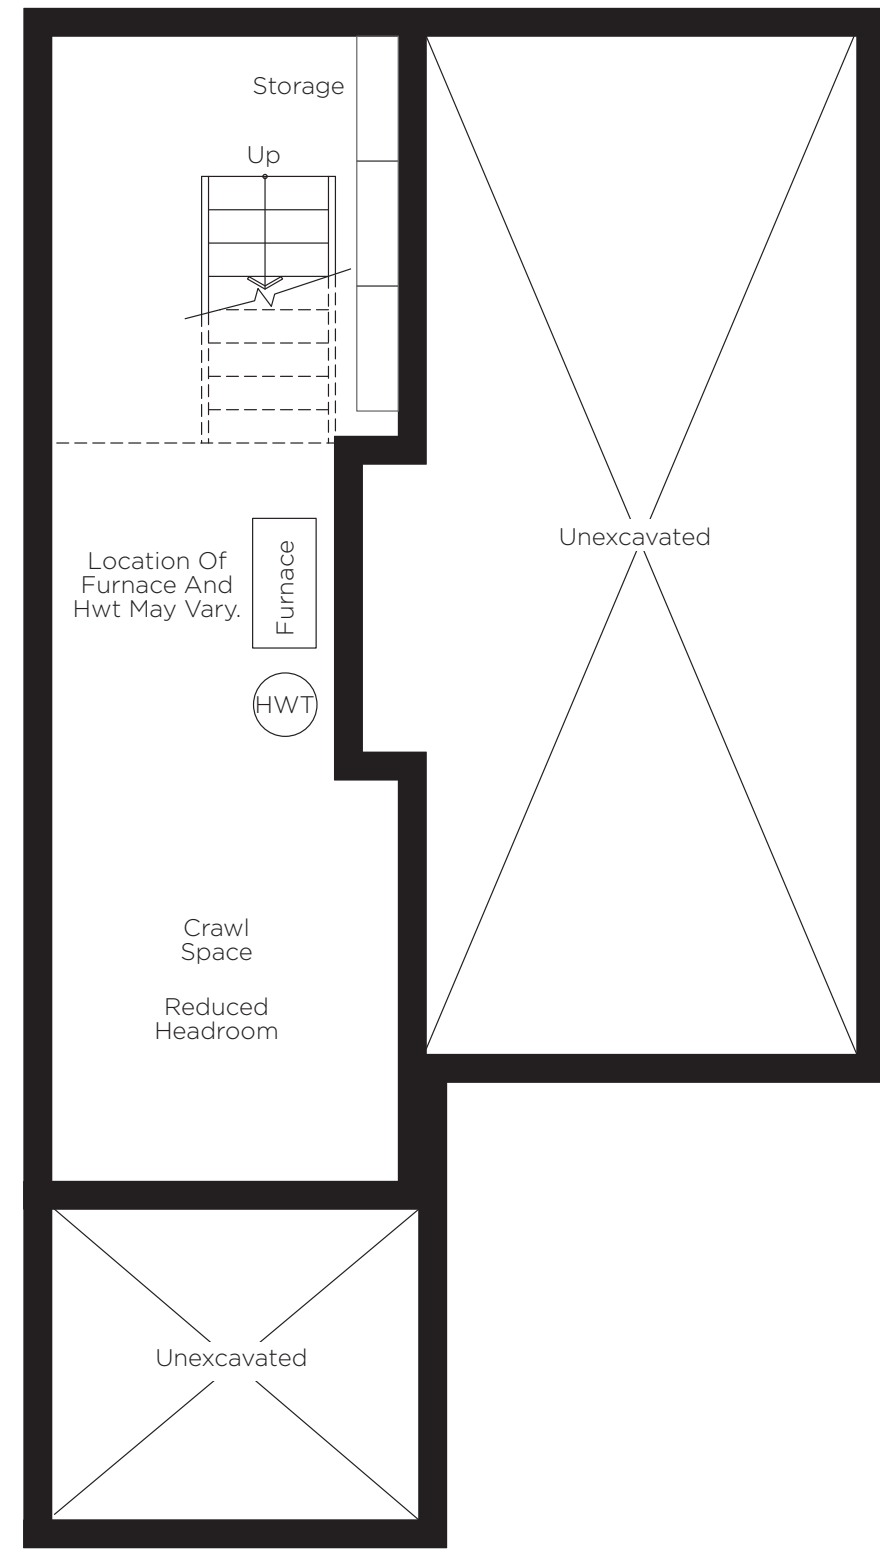 Storage
Up
Unexcavated
Location Of
Furnace And
Hwt May Vary.
Furnace
HWT
Crawl
Space
Reduced
Headroom
Unexcavated